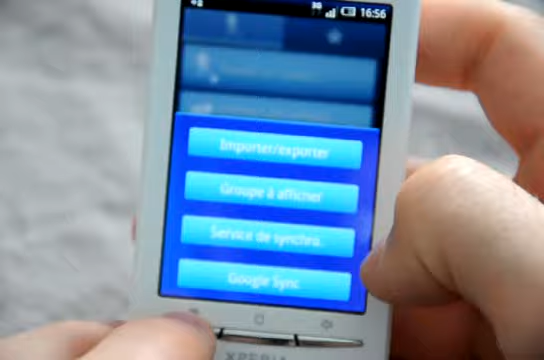 16:56
Importer/exporter
Groupe à afficher
Service de synchro.
Google Sync
XPERIA